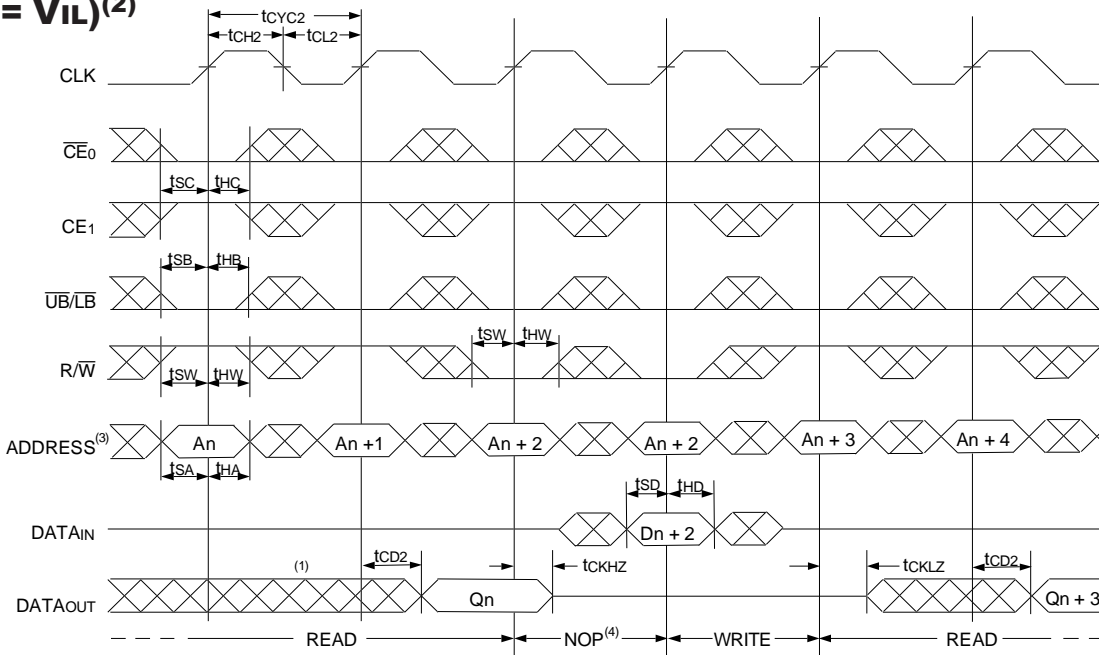 = VIL)(2)
tCYC2
tCH2 tCL2
CLK
CE0
tSC tHC
CE1
tSB tHB
UB/LB
tSW tHW
R/W
tSW tHW
ADDRESS(3) An An +1 An + 2 An + 2 An + 3 An + 4
tSA tHA
tSD tHD
DATAIN Dn + 2
tCD2 tCKHZ tCKLZ tCD2
(1)
DATAOUT Qn Qn + 3
READ NOP(4) WRITE READ